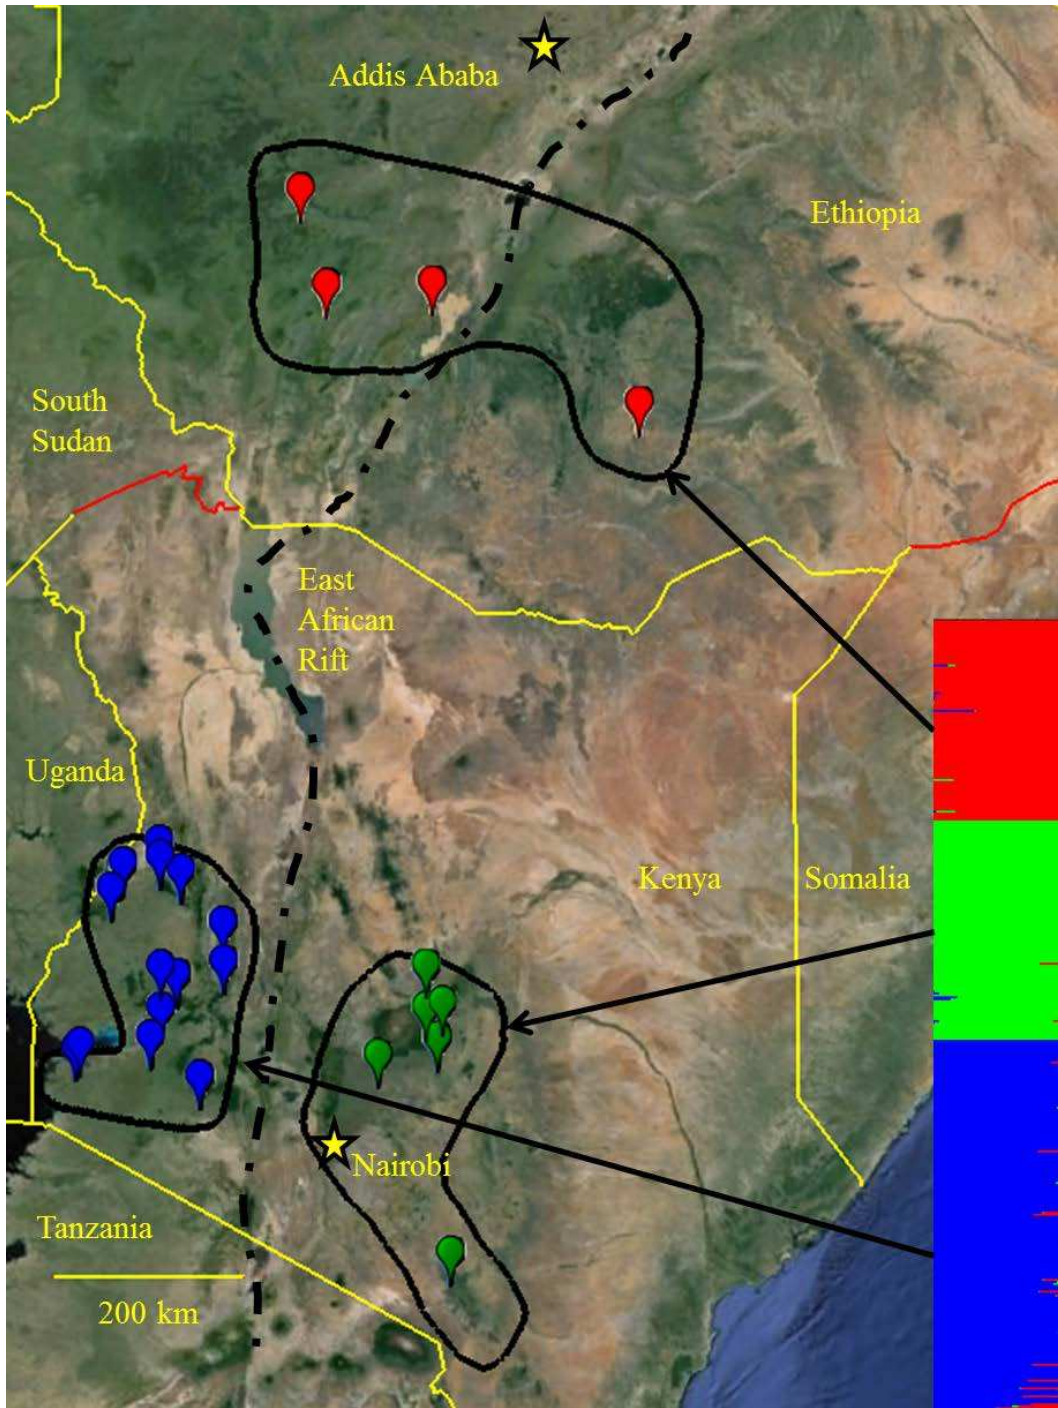 Addis Ababa
Ethiopia
South
Sudan
East
African
Rift
Uganda
Kenya
Somalia
Nairobi
Tanzania
200 km